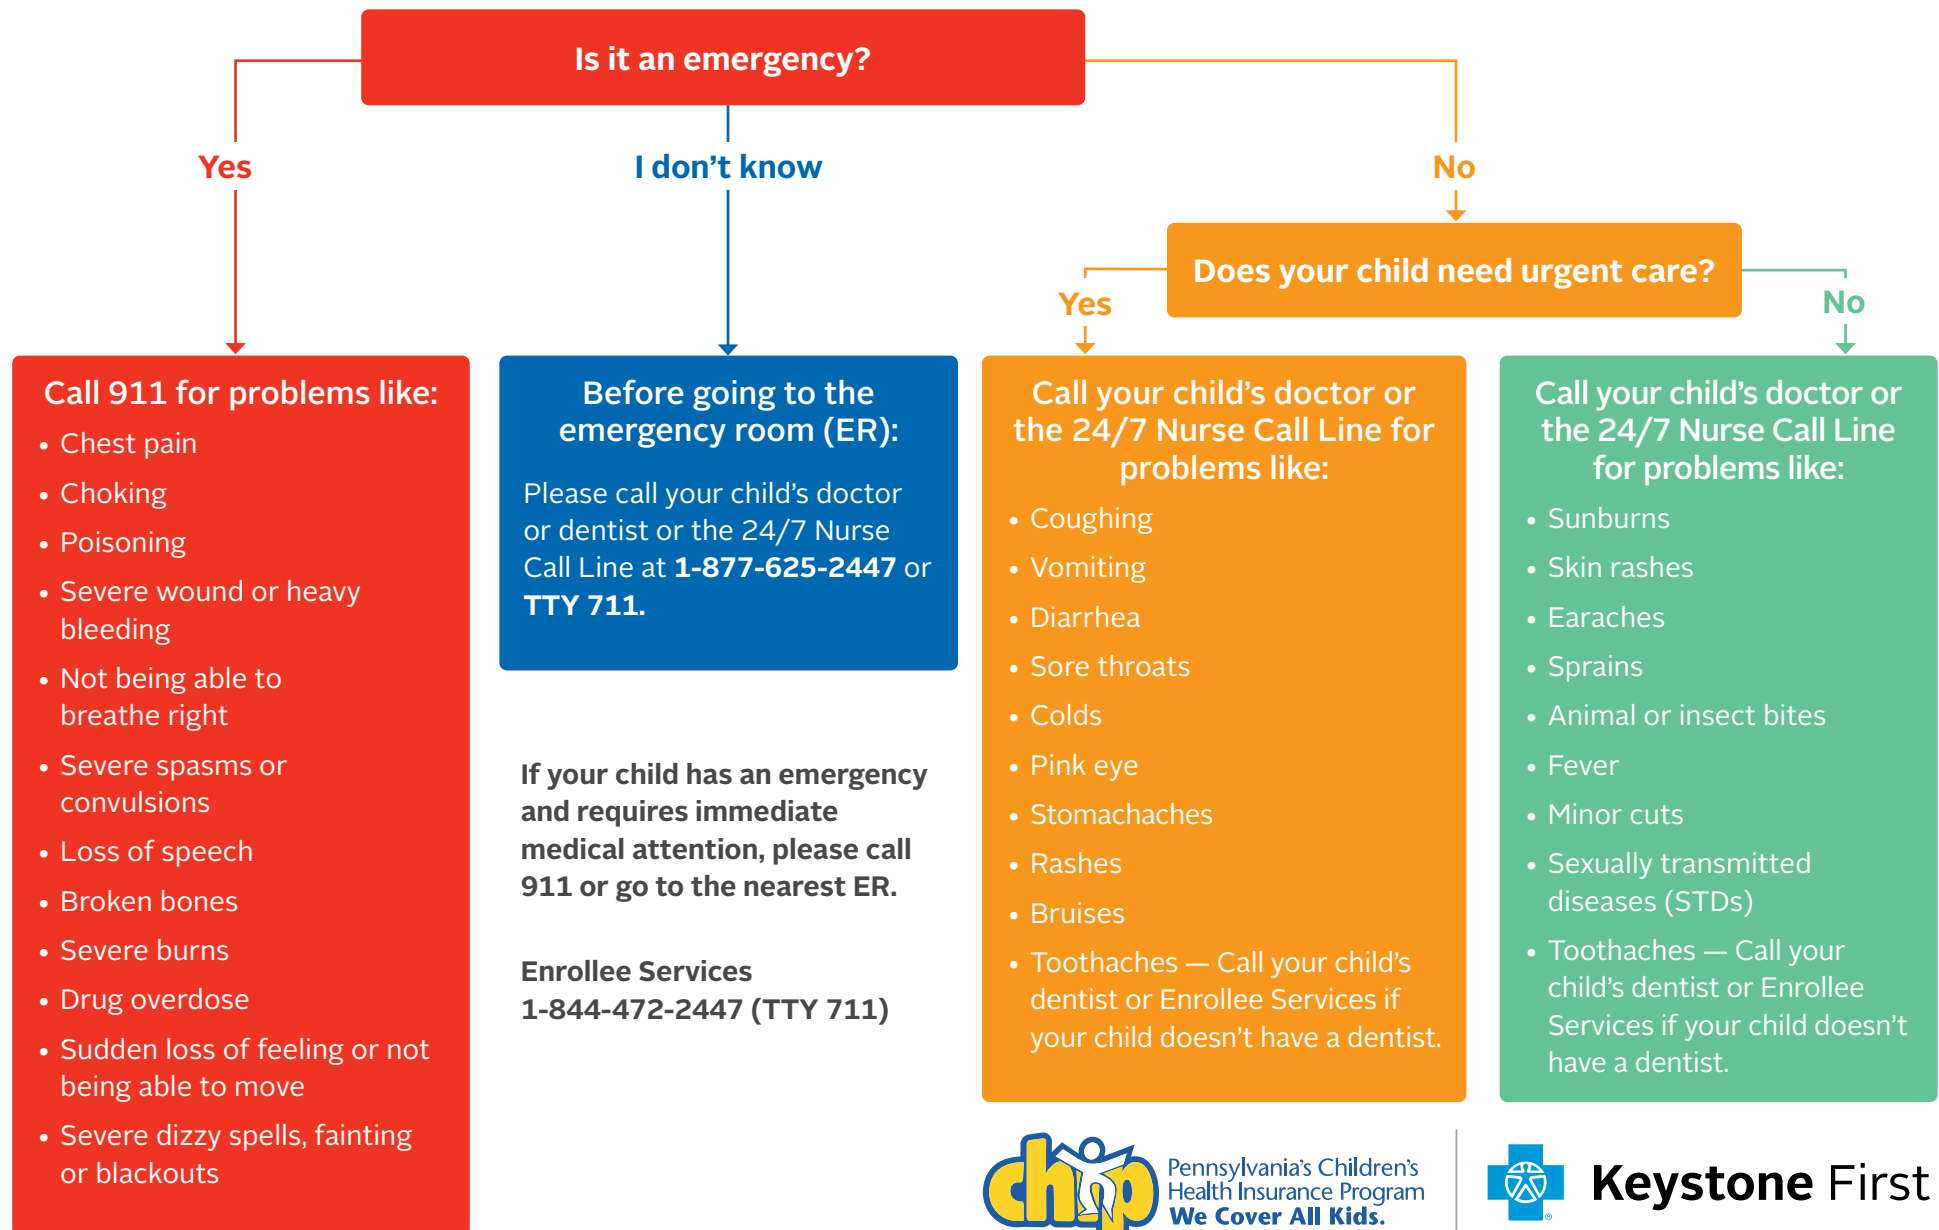 Is it an emergency?
Yes
I don't know
No
Does your child need urgent care?
Yes
No
Call 911 for problems like:
• Chest pain
• Choking
• Poisoning
• Severe wound or heavy
bleeding
• Not being able to
breathe right
• Severe spasms or
convulsions
• Loss of speech
• Broken bones
• Severe burns
• Drug overdose
• Sudden loss of feeling or not
being able to move
• Severe dizzy spells, fainting
or blackouts
Before going to the
emergency room (ER):
Please call your child's doctor
or dentist or the 24/7 Nurse
Call Line at 1-877-625-2447 or
TTY 711.
If your child has an emergency
and requires immediate
medical attention, please call
911 or go to the nearest ER.
Enrollee Services
1-844-472-2447 (TTY 711)
Call your child's doctor or
the 24/7 Nurse Call Line for
problems like:
• Coughing
• Vomiting
• Diarrhea
• Sore throats
• Colds
• Pink eye
• Stomachaches
• Rashes
• Bruises
• Toothaches — Call your child's
dentist or Enrollee Services if
your child doesn't have a dentist.
Call your child's doctor or
the 24/7 Nurse Call Line
for problems like:
• Sunburns
• Skin rashes
• Earaches
• Sprains
• Animal or insect bites
• Fever
• Minor cuts
• Sexually transmitted
diseases (STDs)
• Toothaches — Call your
child's dentist or Enrollee
Services if your child doesn't
have a dentist.
chip
Pennsylvania's Children's
Health Insurance Program
We Cover All Kids.
®
Keystone First